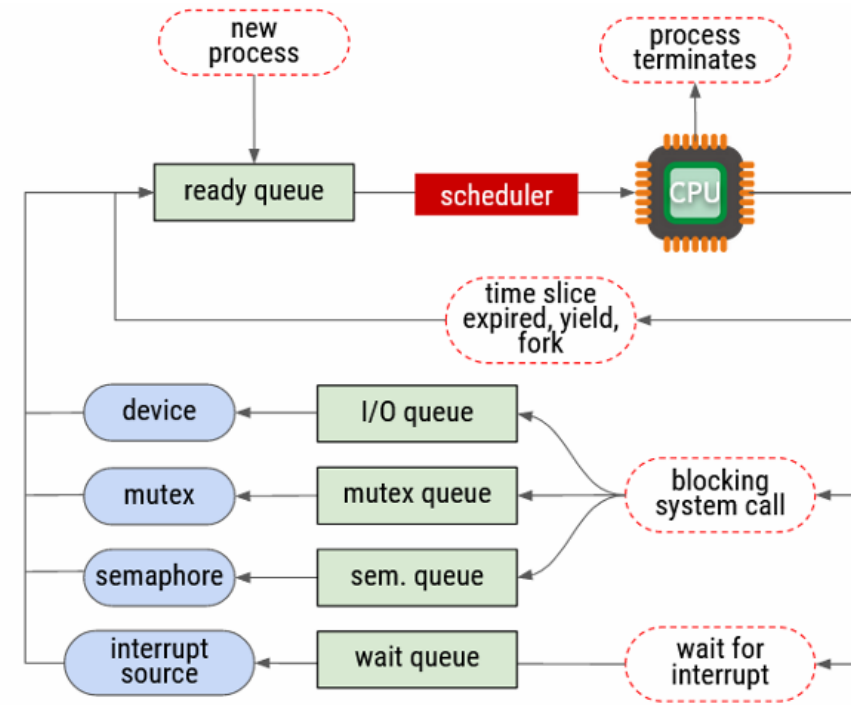 new
process
process
terminates
ready queue
scheduler
CPU
time slice
expired, yield,
fork
device
I/O queue
mutex
mutex queue
blocking
system call
semaphore
sem. queue
interrupt
source
wait queue
wait for
interrupt